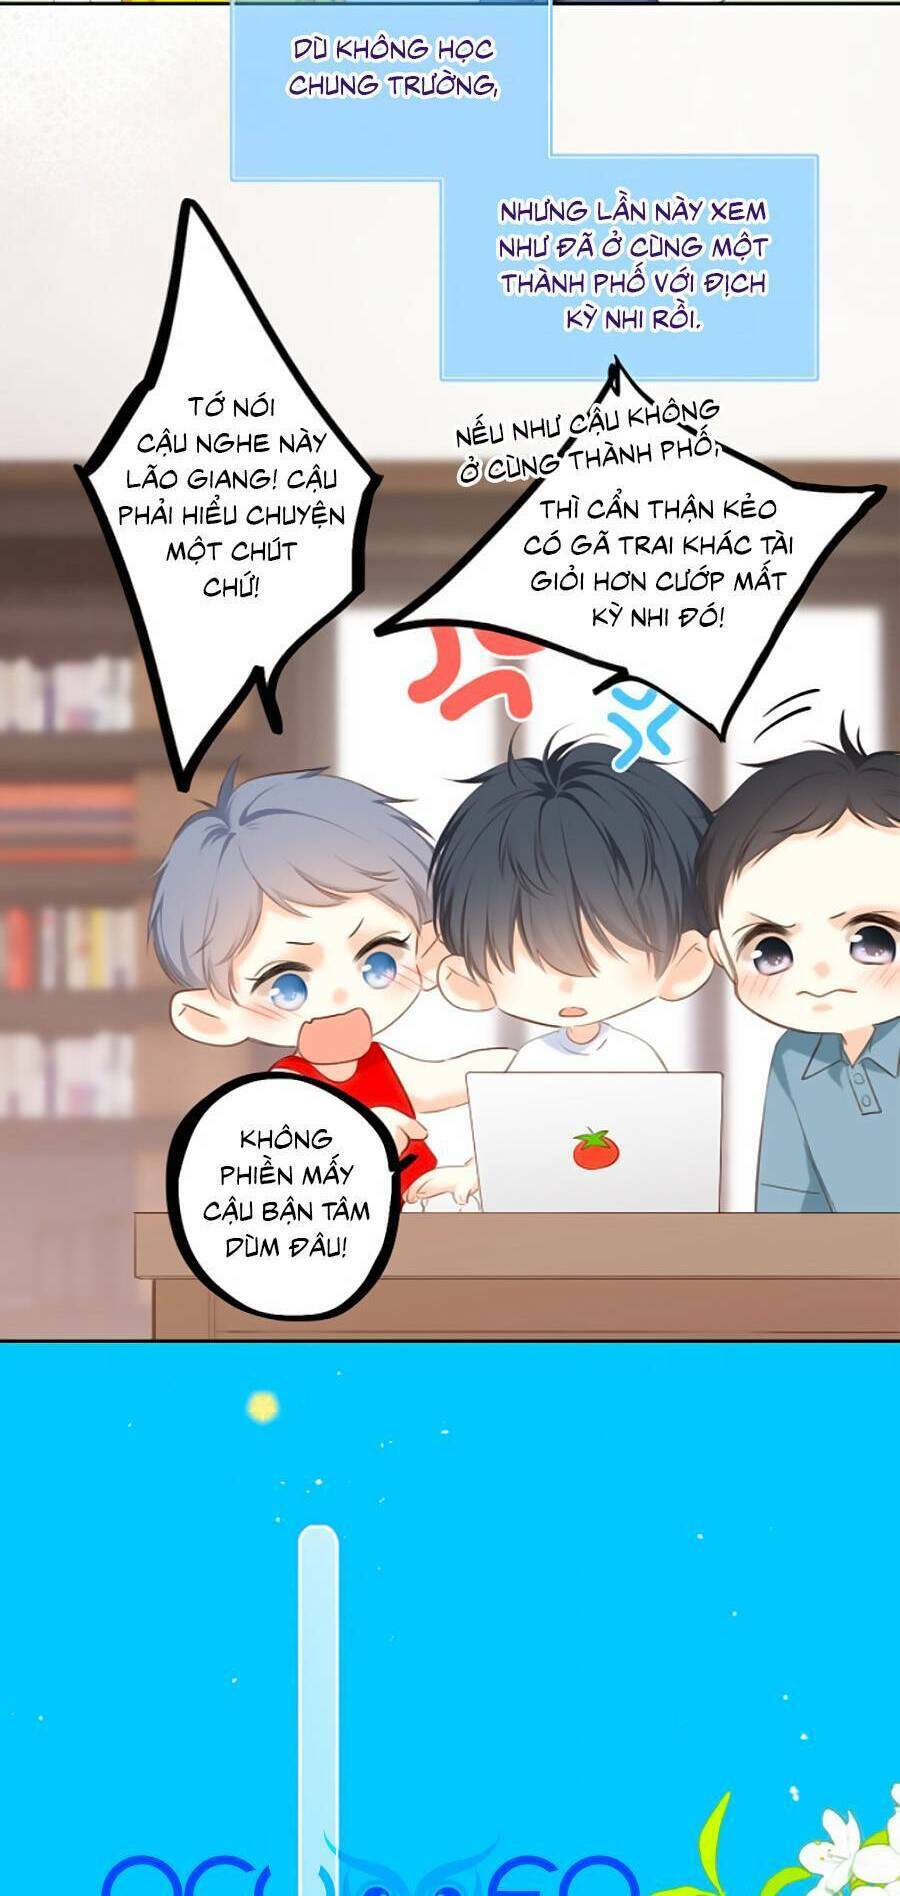 DÙ KHÔNG HỌC
CHUNG TRƯỜNG,
NHƯNG LẦN NÀY XEM
NHƯ ĐÃ Ở CÙNG MỘT
THÀNH PHỐ VỚI ĐỊCH
KỲ NHI RỒI.
TỚ NÓI
CẬU NGHE NÀY
LÃO GIANG! CẬU
PHẢI HIỂU CHUYỆN
MỘT CHÚT
CHỨ!
NẾU NHƯ CẬU KHÔNG
Ở CÙNG THÀNH PHỐ,
THÌ CẨN THẬN KẺO
CÓ GÃ TRAI KHÁC TÀI
GIỎI HƠN CƯỚP MẤT
KỲ NHI ĐÓ!
KHÔNG
PHIỀN MẤY
CẬU BẬN TÂM
DÙM ĐÂU!